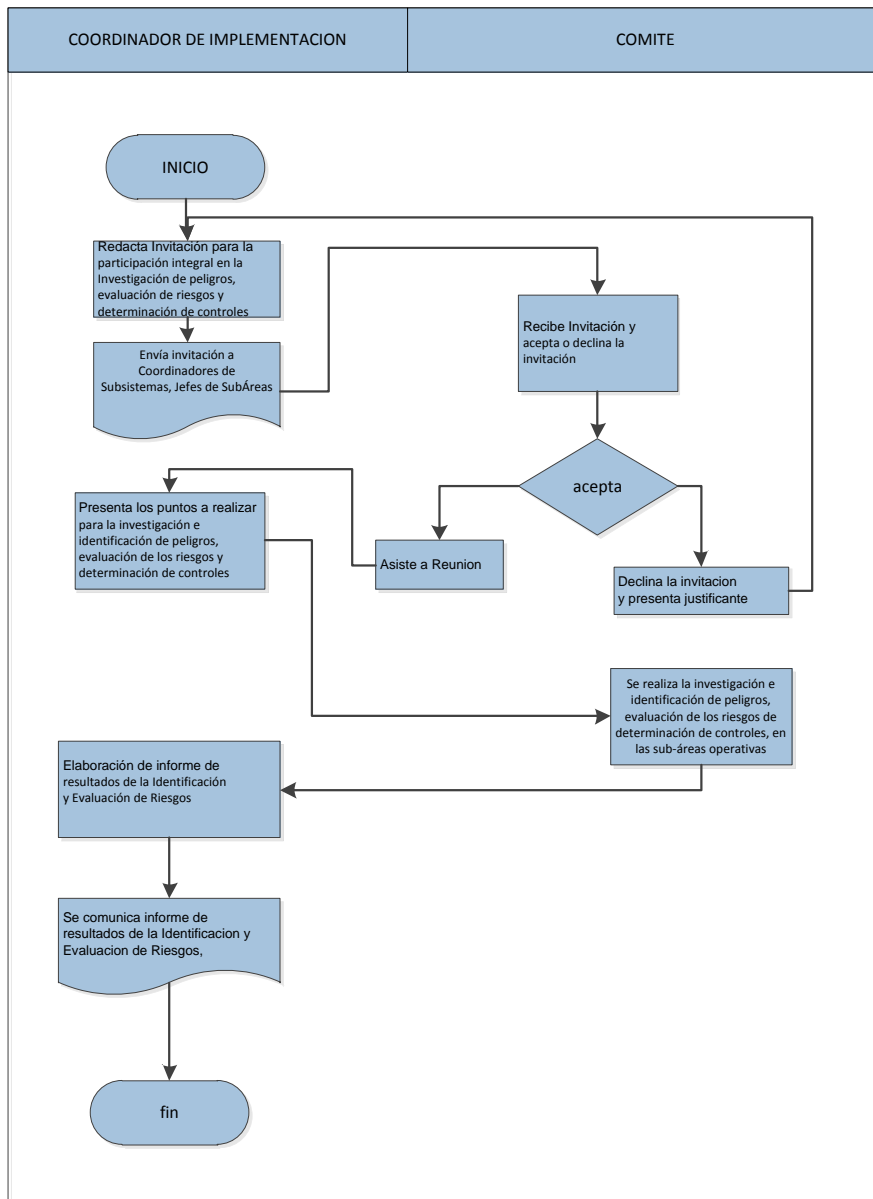 COORDINADOR DE IMPLEMENTACION
COMITE
INICIO
Redacta Invitación para la
participación integral en la
Investigación de peligros,
evaluación de riesgos y
determinación de controles
Envía invitación a
Coordinadores de
Subsistemas, Jefes de SubÁreas
Recibe Invitación y
acepta o declina la
invitación
acepta
Asiste a Reunion
Declina la invitacion
y presenta justificante
Presenta los puntos a realizar
para la investigación e
identificación de peligros,
evaluación de los riesgos y
determinación de controles
Se realiza la investigación e
identificación de peligros,
evaluación de los riesgos de
determinación de controles, en
las sub-áreas operativas
Elaboración de informe de
resultados de la Identificación
y Evaluación de Riesgos
Se comunica informe de
resultados de la Identificacion y
Evaluacion de Riesgos,
fin